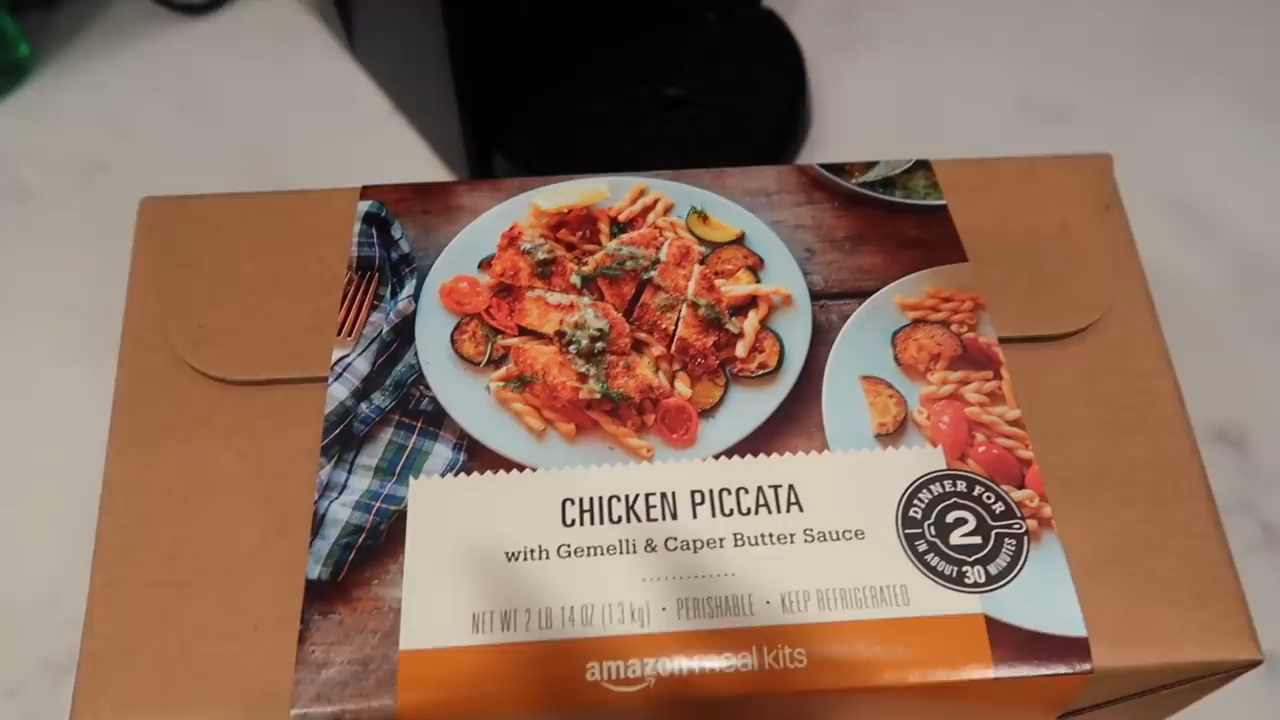 CHICKEN PICCATA
with Gemelli & Caper Butter Sauce
NET WT 2 LB 14 OZ (1.3 kg) • PERISHABLE • KEEP REFRIGERATED
DINNER FOR
2
IN ABOUT 30 MINUTES
amazon meal kits